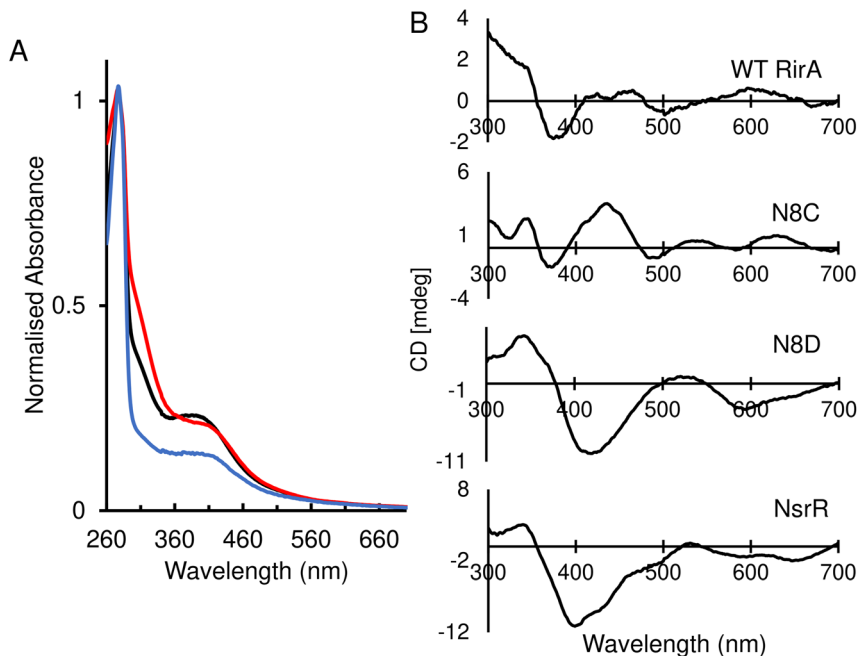 A
1
0.5
0
260 360 460 560 660
Wavelength (nm)
Normalised Absorbance
B
CD [mdeg]
4
2
0
-2
300 400 500 600 700
WT RirA
6
1
-4
300 400 500 600 700
N8C
-1
-11
300 400 500 600 700
N8D
8
-2
-12
300 400 500 600 700
NsrR
Wavelength (nm)